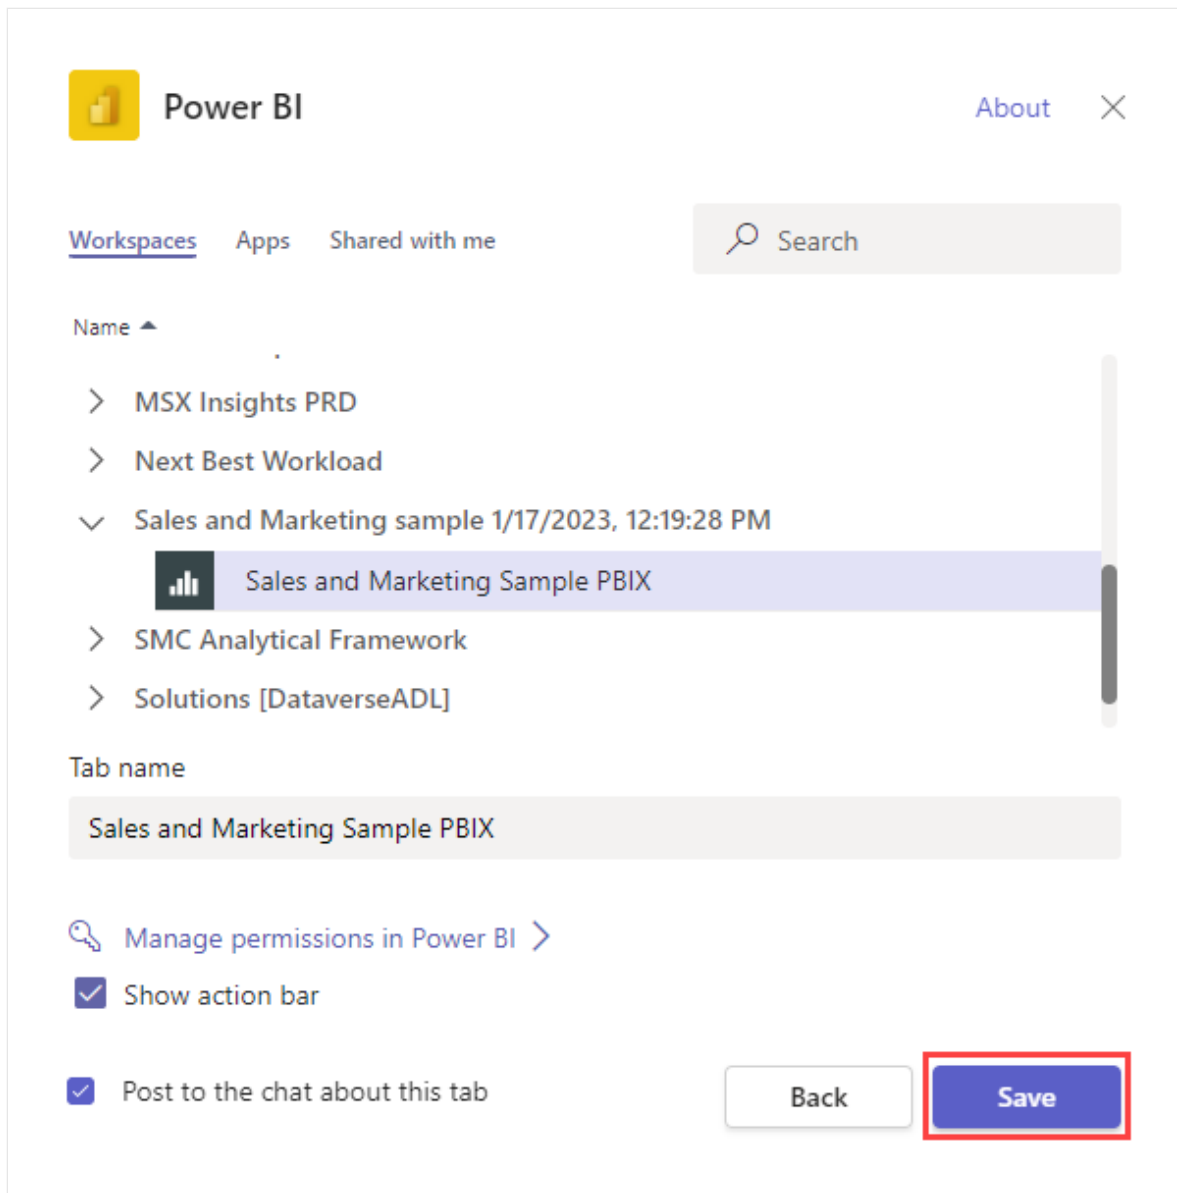 Power BI
About
Workspaces Apps Shared with me
Search
Name
MSX Insights PRD
Next Best Workload
Sales and Marketing sample 1/17/2023, 12:19:28 PM
Sales and Marketing Sample PBIX
SMC Analytical Framework
Solutions [DataverseADL]
Tab name
Sales and Marketing Sample PBIX
Manage permissions in Power BI
Show action bar
Post to the chat about this tab
Back
Save